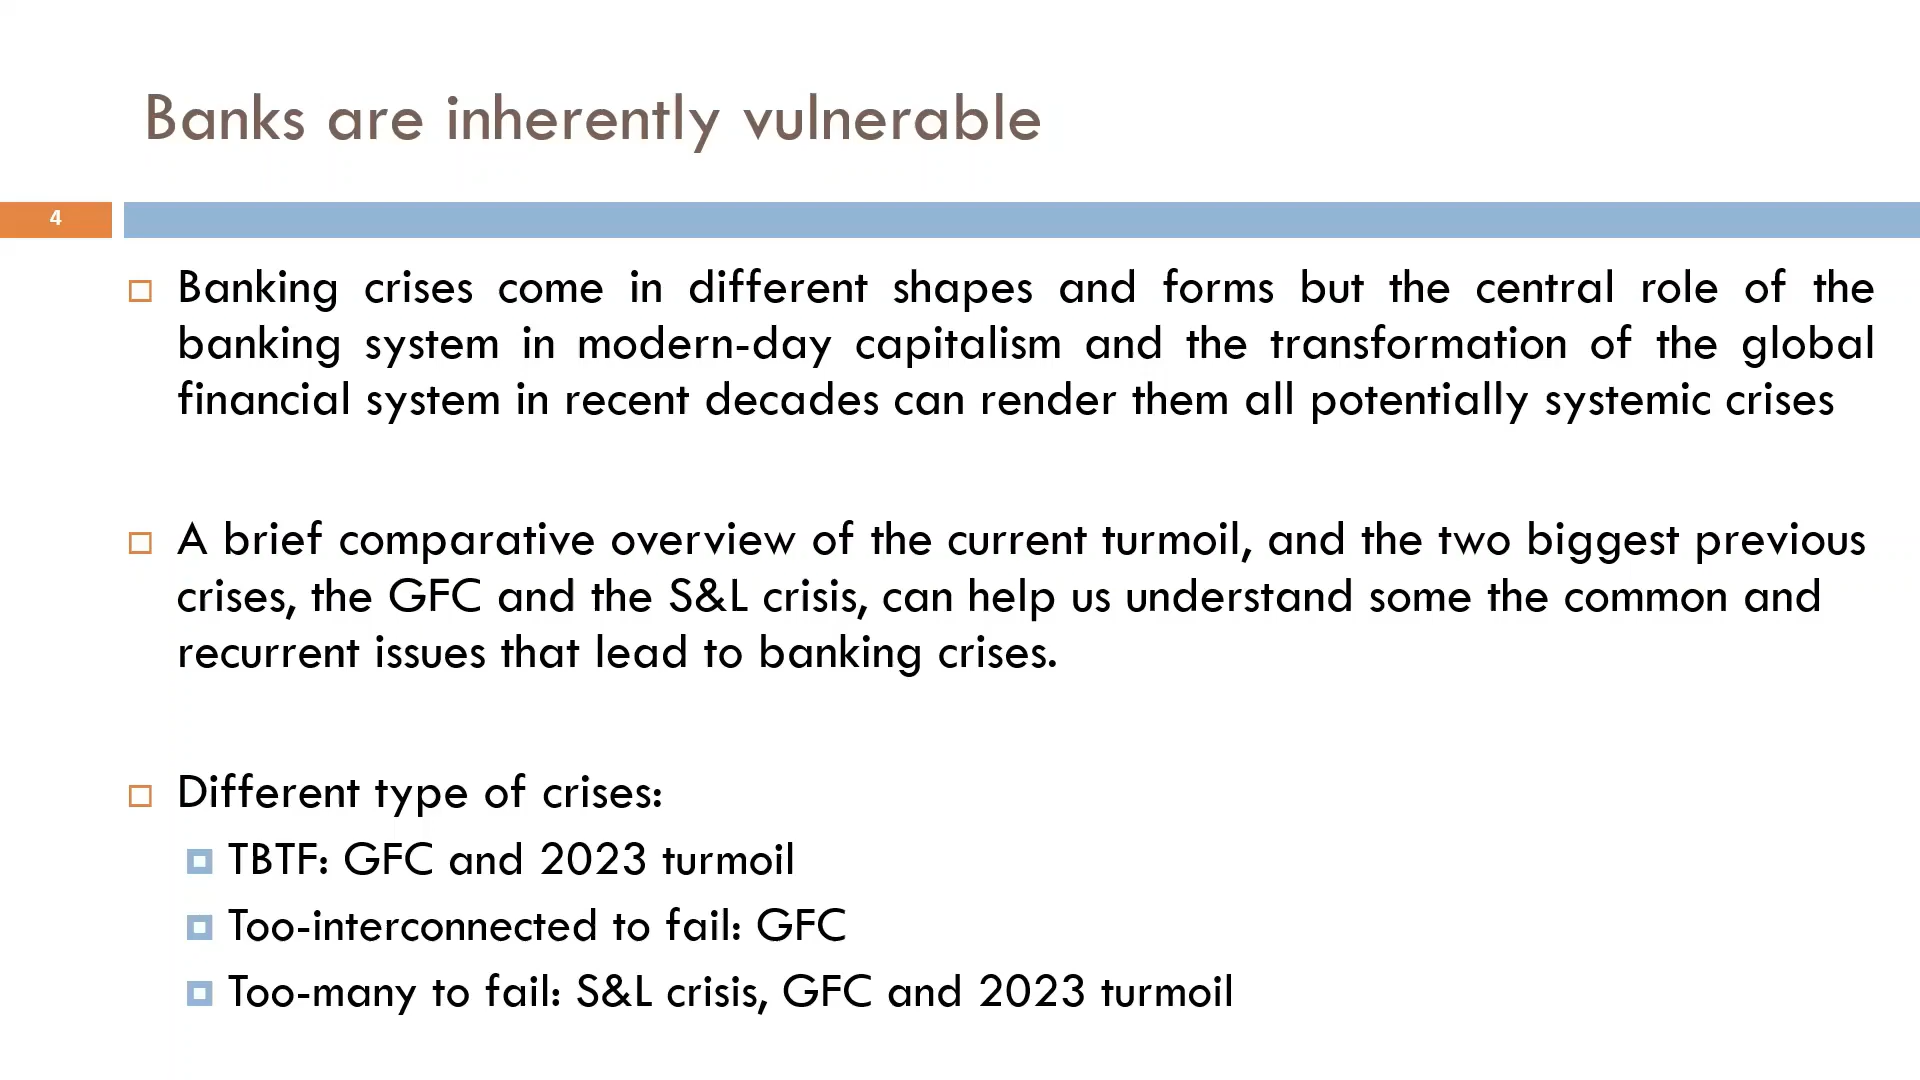 Banks are inherently vulnerable
4
Banking crises come in different shapes and forms but the central role of the
banking system in modern-day capitalism and the transformation of the global
financial system in recent decades can render them all potentially systemic crises
A brief comparative overview of the current turmoil, and the two biggest previous
crises, the GFC and the S&L crisis, can help us understand some the common and
recurrent issues that lead to banking crises.
Different type of crises:
TBTF: GFC and 2023 turmoil
Too-interconnected to fail: GFC
Too-many to fail: S&L crisis, GFC and 2023 turmoil